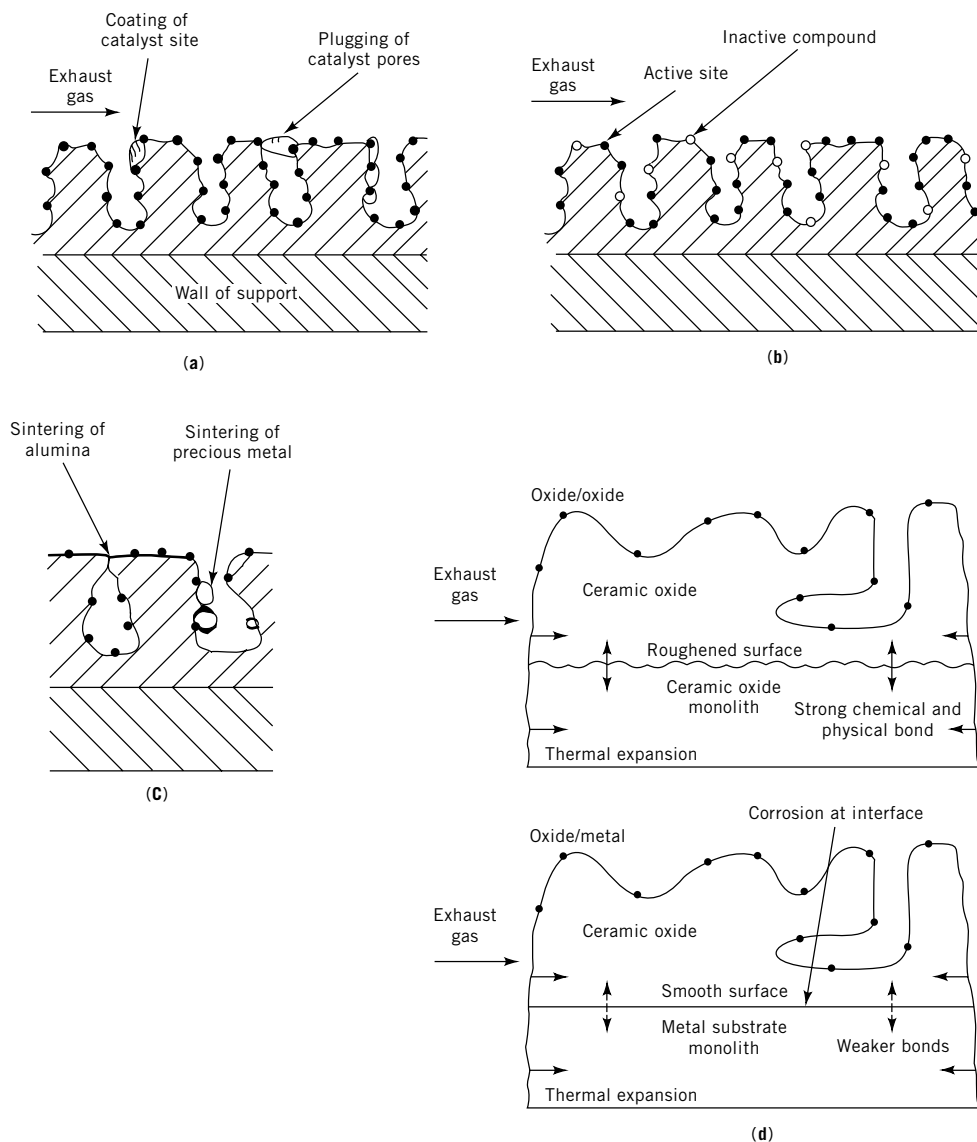 Coating of
catalyst site
Plugging of
catalyst pores
Exhaust
gas
Wall of support
(a)
Inactive compound
Active site
Exhaust
gas
(b)
Sintering of
alumina
Sintering of
precious metal
(C)
Oxide/oxide
Exhaust
gas
Ceramic oxide
Roughened surface
Ceramic oxide
monolith
Strong chemical and
physical bond
Thermal expansion
Corrosion at interface
Oxide/metal
Exhaust
gas
Ceramic oxide
Smooth surface
Metal substrate
monolith
Weaker bonds
Thermal expansion
(d)